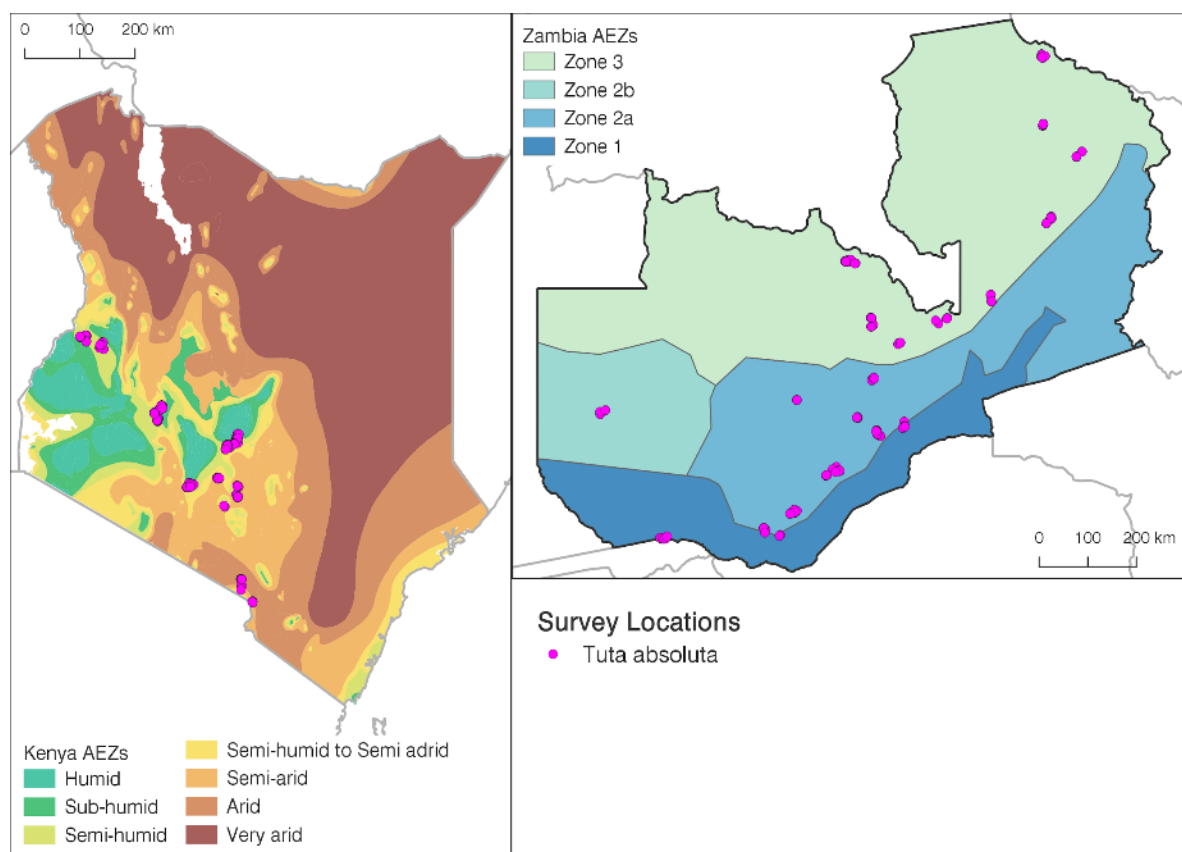 0 100 200 km
Kenya AEZs
Humid
Sub-humid
Semi-humid
Semi-humid to Semi adrid
Semi-arid
Arid
Very arid
Zambia AEZs
Zone 3
Zone 2b
Zone 2a
Zone 1
0 100 200 km
Survey Locations
Tuta absoluta